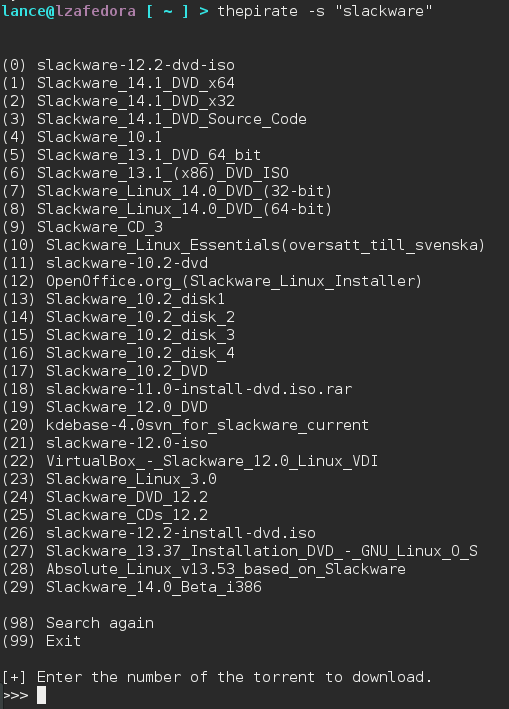 lance@lzafedora [ ~ ] > thepirate -s "slackware"
(0) slackware-12.2-dvd-iso
(1) Slackware_14.1_DVD_x64
(2) Slackware_14.1_DVD_x32
(3) Slackware_14.1_DVD_Source_Code
(4) Slackware_10.1
(5) Slackware_13.1_DVD_64_bit
(6) Slackware_13.1_(x86)_DVD_ISO
(7) Slackware_Linux_14.0_DVD_(32-bit)
(8) Slackware_Linux_14.0_DVD_(64-bit)
(9) Slackware_CD_3
(10) Slackware_Linux_Essentials(oversatt_till_svenska)
(11) slackware-10.2-dvd
(12) OpenOffice.org_(Slackware_Linux_Installer)
(13) Slackware_10.2_disk1
(14) Slackware_10.2_disk_2
(15) Slackware_10.2_disk_3
(16) Slackware_10.2_disk_4
(17) Slackware_10.2_DVD
(18) slackware-11.0-install-dvd.iso.rar
(19) Slackware_12.0_DVD
(20) kdebase-4.0svn_for_slackware_current
(21) slackware-12.0-iso
(22) VirtualBox_-_Slackware_12.0_Linux_VDI
(23) Slackware_Linux_3.0
(24) Slackware_DVD_12.2
(25) Slackware_CDs_12.2
(26) slackware-12.2-install-dvd.iso
(27) Slackware_13.37_Installation_DVD_-_GNU_Linux_O_S
(28) Absolute_Linux_v13.53_based_on_Slackware
(29) Slackware_14.0_Beta_i386
(98) Search again
(99) Exit
[+] Enter the number of the torrent to download.
>>>